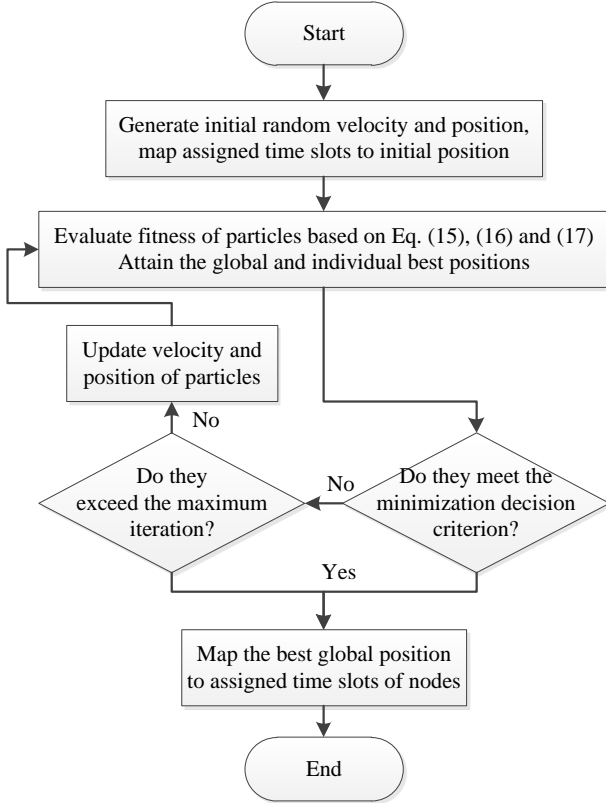 Start
Generate initial random velocity and position,
map assigned time slots to initial position
Evaluate fitness of particles based on Eq. (15), (16) and (17)
Attain the global and individual best positions
Update velocity and
position of particles
No
Do they
exceed the maximum
iteration?
No
Do they meet the
minimization decision
criterion?
Yes
Map the best global position
to assigned time slots of nodes
End